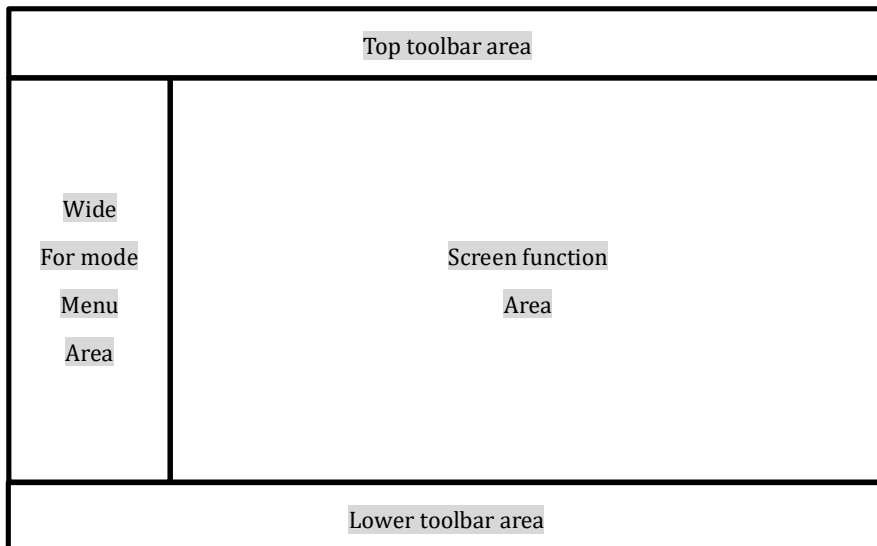 Top toolbar area
Wide
For mode
Menu
Area
Screen function
Area
Lower toolbar area